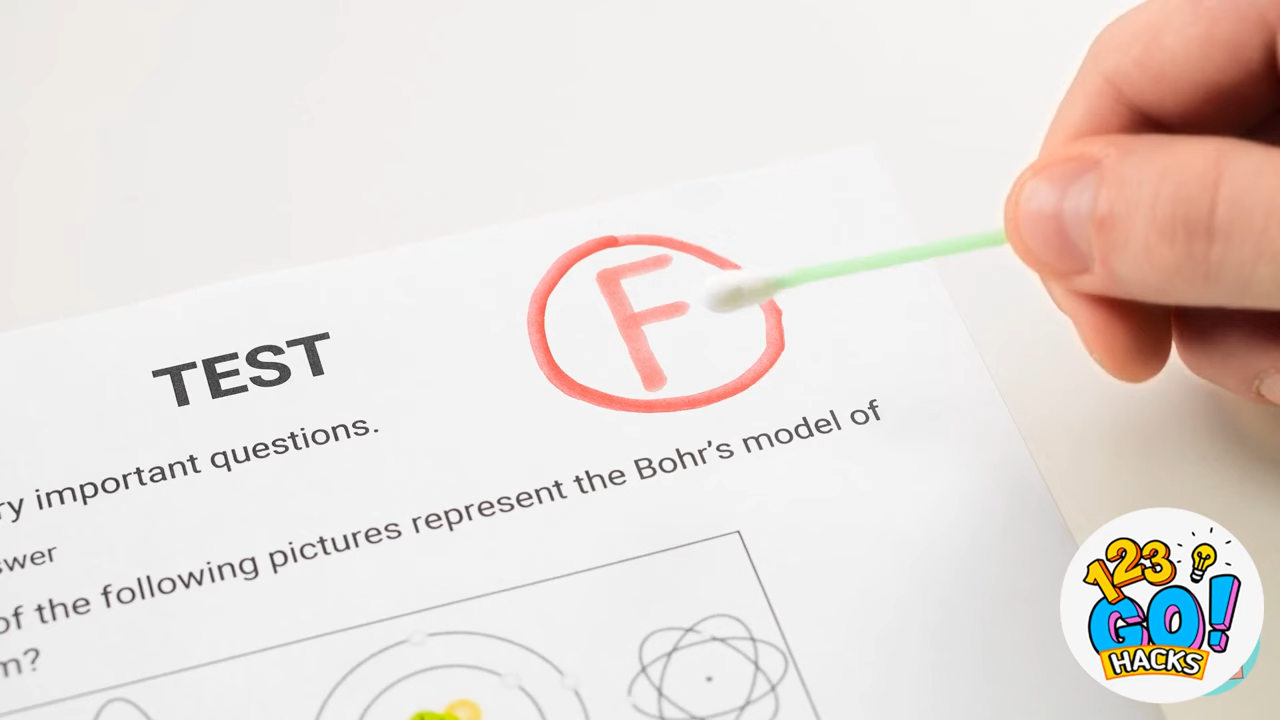 F
TEST
ry important questions.
swer
of the following pictures represent the Bohr's model of
m?
123
GO!
HACKS